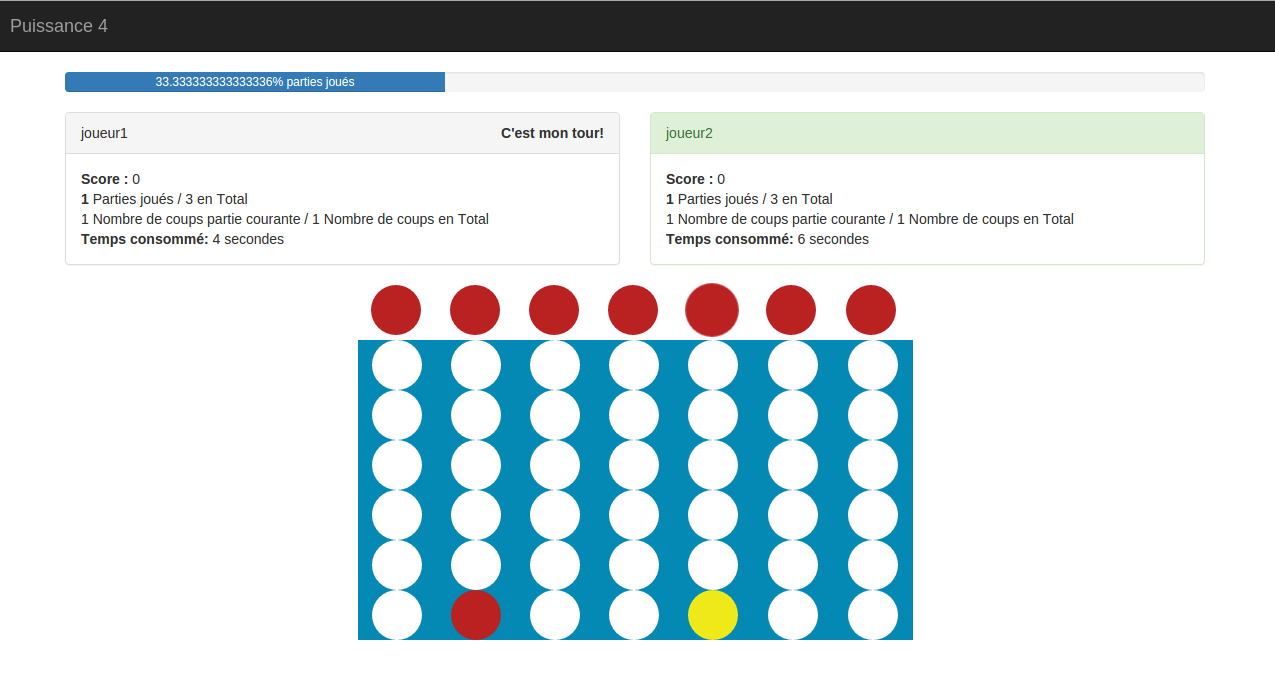 Puissance 4
33.333333333333336% parties joués
joueur1 C'est mon tour!
Score : 0
1 Parties joués / 3 en Total
1 Nombre de coups partie courante / 1 Nombre de coups en Total
Temps consommé: 4 secondes
joueur2
Score : 0
1 Parties joués / 3 en Total
1 Nombre de coups partie courante / 1 Nombre de coups en Total
Temps consommé: 6 secondes